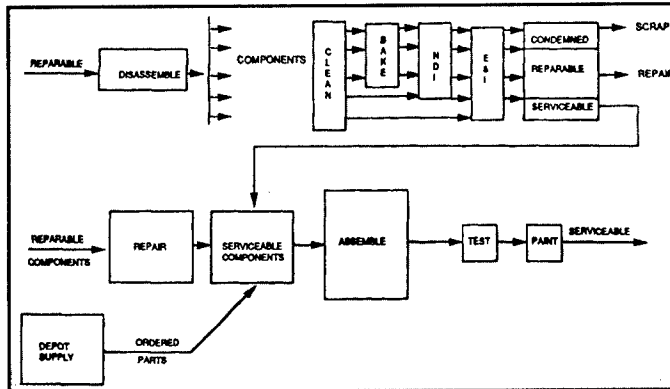 REPARABLE
DISASSEMBLE
COMPONENTS
CLEAN
BAKE
NDI
E&I
CONDEMNED
REPARABLE
SERVICEABLE
SCRAP
REPAIR
REPARABLE
COMPONENTS
REPAIR
SERVICEABLE
COMPONENTS
ASSEMBLE
TEST
PAINT
SERVICEABLE
DEPOT
SUPPLY
ORDERED
PARTS